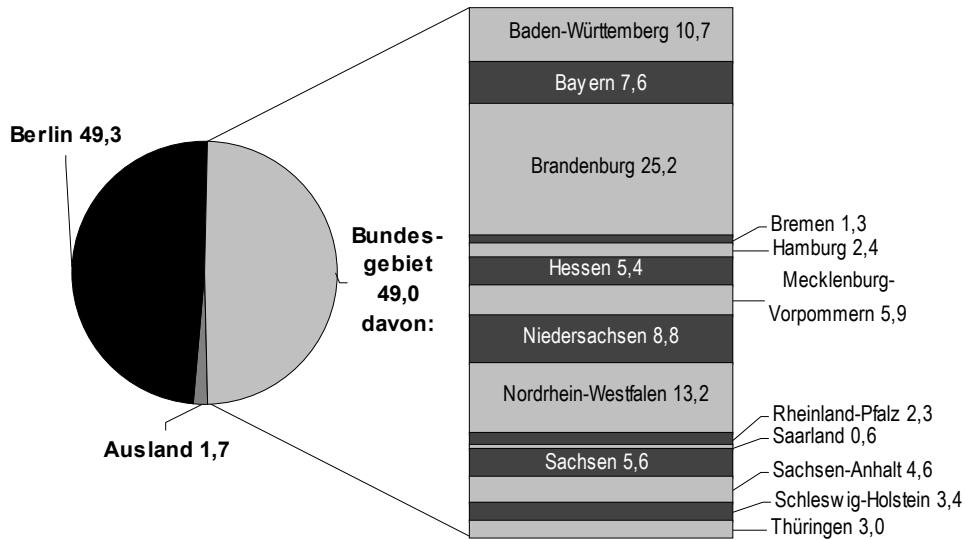 Baden-Württemberg 10,7
Bayern 7,6
Berlin 49,3
Brandenburg 25,2
Bremen 1,3
Hamburg 2,4
Bundes-
gebiet
49,0
davon:
Hessen 5,4
Mecklenburg-
Vorpommern 5,9
Niedersachsen 8,8
Nordrhein-Westfalen 13,2
Rheinland-Pfalz 2,3
Saarland 0,6
Ausland 1,7
Sachsen 5,6
Sachsen-Anhalt 4,6
Schleswig-Holstein 3,4
Thüringen 3,0